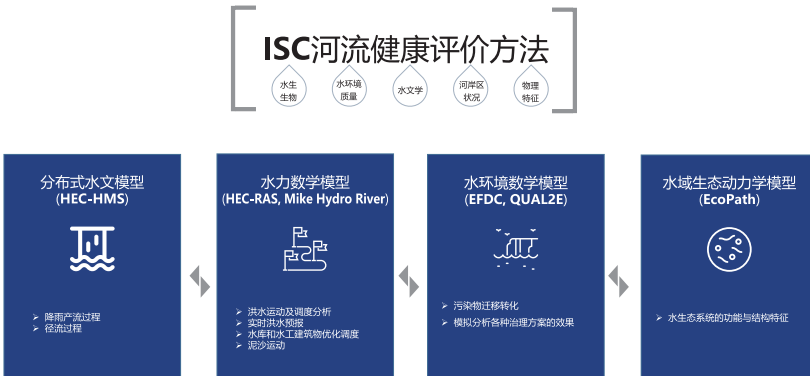 ISC河流健康评价方法
水生
生物
水环境
质量
水文学
河岸区
状况
物理
特征
分布式水文模型
(HEC-HMS)
➢ 降雨产流过程
➢ 径流过程
水力数学模型
(HEC-RAS, Mike Hydro River)
➢ 洪水运动及调度分析
➢ 实时洪水预报
➢ 水库和水工建筑物优化调度
➢ 泥沙运动
水环境数学模型
(EFDC, QUAL2E)
➢ 污染物迁移转化
➢ 模拟分析各种治理方案的效果
水域生态动力学模型
(EcoPath)
➢ 水生态系统的功能与结构特征